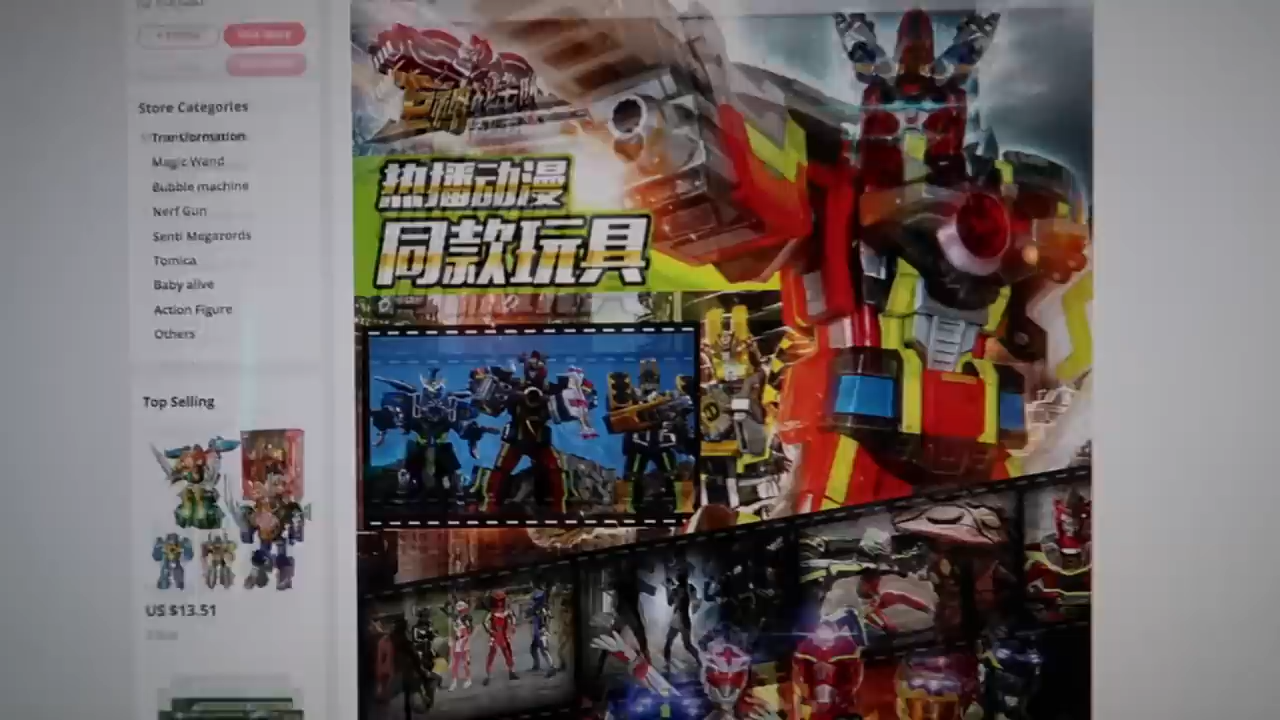 Store Categories
Transformation
Magic Wand
Bubble machine
Nerf Gun
Senti Megazords
Tomica
Baby alive
Action Figure
Others
Top Selling
US $13.51
热播动漫
同款玩具